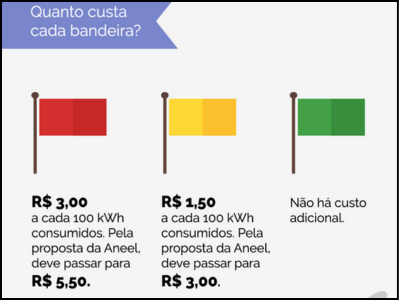 Quanto custa
cada bandeira?
R$ 3,00
a cada 100 kWh
consumidos. Pela
proposta da Aneel,
deve passar para
R$ 5,50.
R$ 1,50
a cada 100 kWh
consumidos. Pela
proposta da Aneel,
deve passar para
R$ 3,00.
Não há custo
adicional.